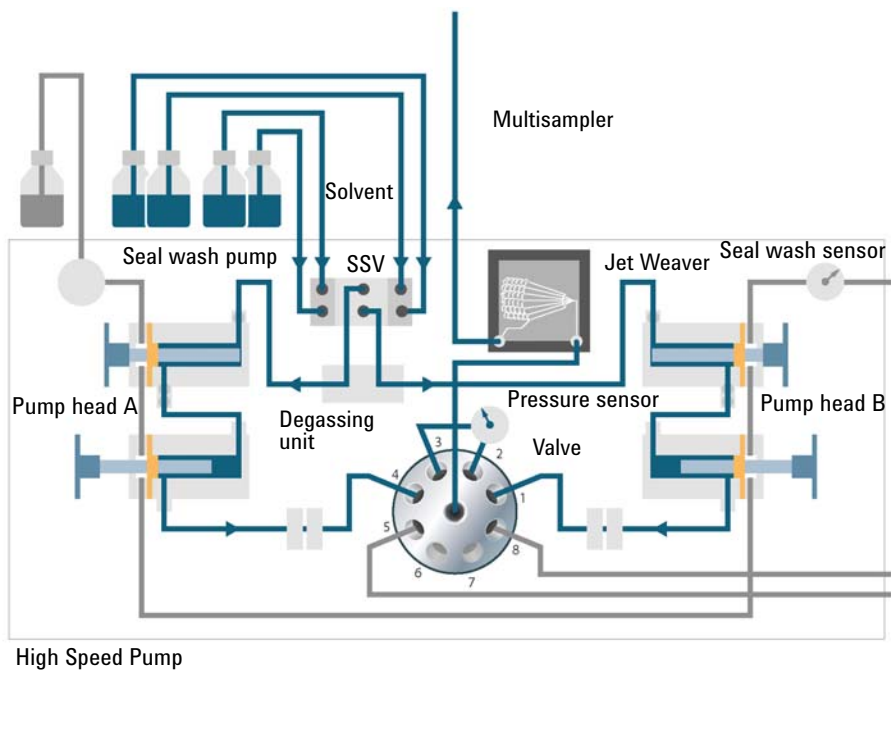 Multisampler
Solvent
Seal wash pump
SSV
Jet Weaver
Seal wash sensor
Pump head A
Degassing
unit
Pressure sensor
Pump head B
Valve
3
2
4
1
5
8
6
7
High Speed Pump